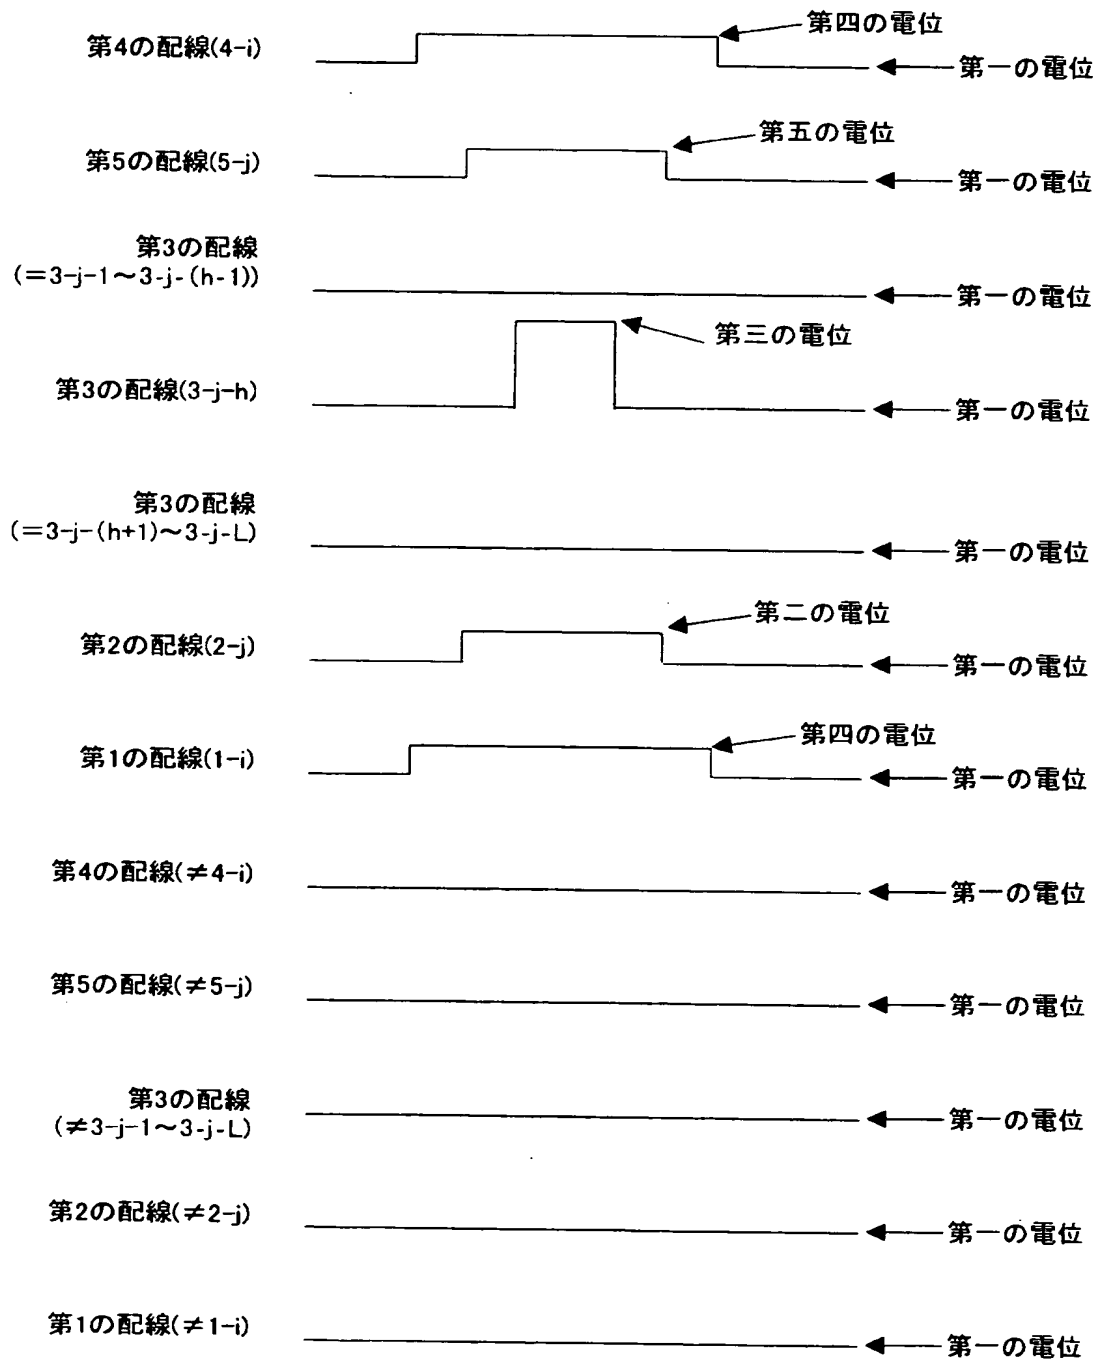 第四の電位
第4の配線(4-i)
第一の電位
第五の電位
第5の配線(5-j)
第一の電位
第3の配線
(=3-j-1～3-j-(h-1))
第一の電位
第三の電位
第3の配線(3-j-h)
第一の電位
第3の配線
(=3-j-(h+1)～3-j-L)
第一の電位
第二の電位
第2の配線(2-j)
第一の電位
第四の電位
第1の配線(1-i)
第一の電位
第4の配線(≠4-i)
第一の電位
第5の配線(≠5-j)
第一の電位
第3の配線
(≠3-j-1～3-j-L)
第一の電位
第2の配線(≠2-j)
第一の電位
第1の配線(≠1-i)
第一の電位